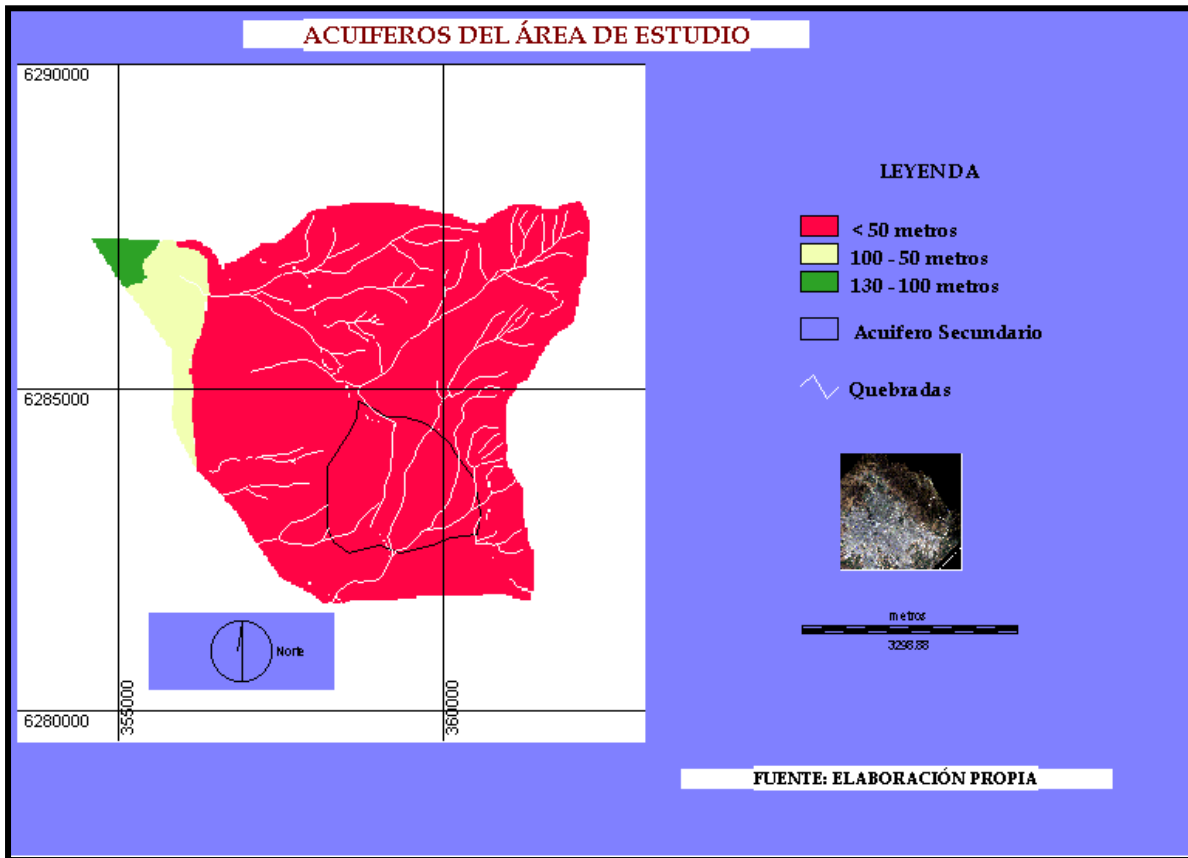 ACUIFEROS DEL ÁREA DE ESTUDIO
6290000
LEYENDA
< 50 metros
100 - 50 metros
130 - 100 metros
Acuifero Secundario
6285000
Quebradas
metros
3298.88
Norte
6280000
355000
360000
FUENTE: ELABORACIÓN PROPIA